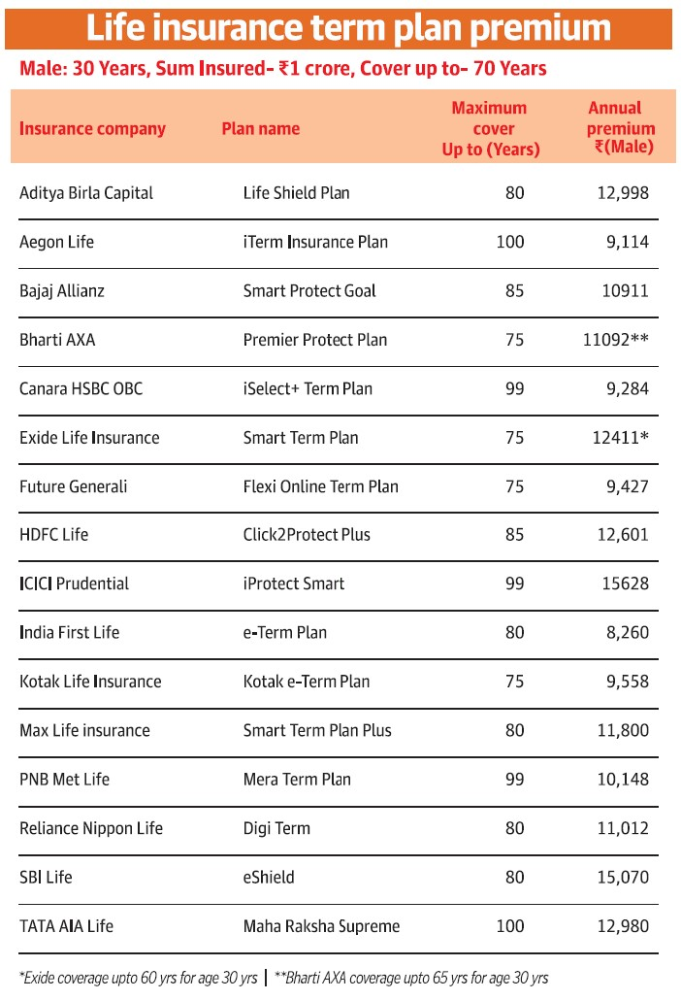 Life insurance term plan premium
Male: 30 Years, Sum Insured- ₹1 crore, Cover up to- 70 Years
Insurance company Plan name Maximum cover Up to (Years) Annual premium ₹(Male)
Aditya Birla Capital Life Shield Plan 80 12,998
Aegon Life iTerm Insurance Plan 100 9,114
Bajaj Allianz Smart Protect Goal 85 10911
Bharti AXA Premier Protect Plan 75 11092**
Canara HSBC OBC iSelect+ Term Plan 99 9,284
Exide Life Insurance Smart Term Plan 75 12411*
Future Generali Flexi Online Term Plan 75 9,427
HDFC Life Click2Protect Plus 85 12,601
ICICI Prudential iProtect Smart 99 15628
India First Life e-Term Plan 80 8,260
Kotak Life Insurance Kotak e-Term Plan 75 9,558
Max Life insurance Smart Term Plan Plus 80 11,800
PNB Met Life Mera Term Plan 99 10,148
Reliance Nippon Life Digi Term 80 11,012
SBI Life eShield 80 15,070
TATA AIA Life Maha Raksha Supreme 100 12,980
*Exide coverage upto 60 yrs for age 30 yrs | **Bharti AXA coverage upto 65 yrs for age 30 yrs